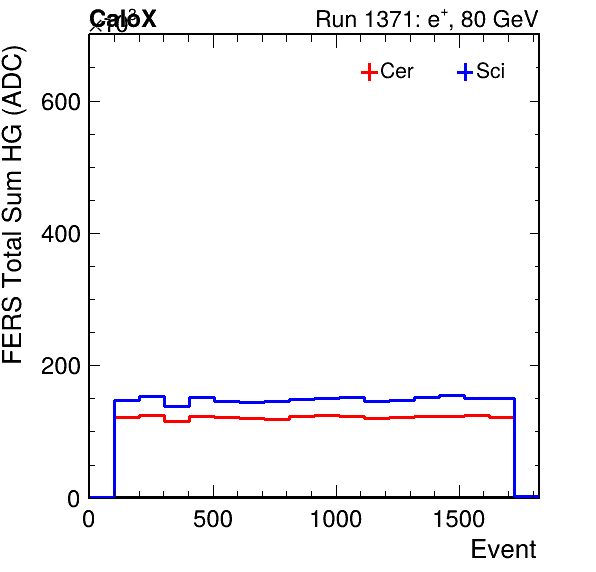 CaloX Run 1371: e⁺, 80 GeV
×10³
FERS Total Sum HG (ADC)
Cer Sci
600
400
200
0
0 500 1000 1500
Event